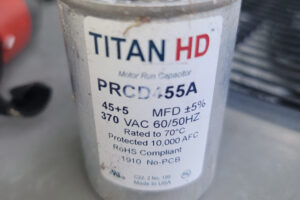 TITAN HD
Motor Run Capacitor
PRCD455A
45+5 MFD ±5%
370 VAC 60/50HZ
Rated to 70°C
Protected 10,000 AFC
RoHS Compliant
1910 No-PCB
Made in USA